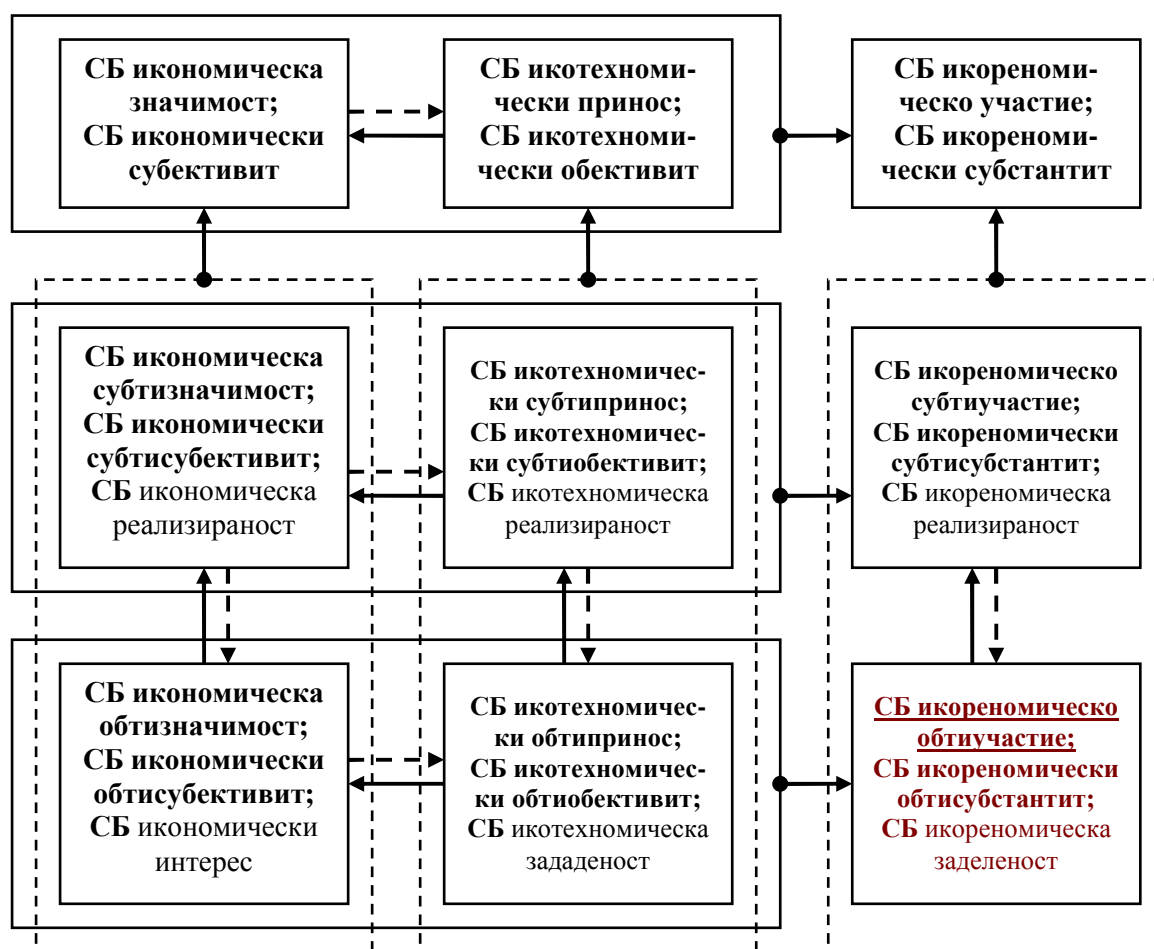 СБ икономическа
значимост;
СБ икономически
субективит
СБ икотехноми-
чески принос;
СБ икотехноми-
чески обективит
СБ икореноми-
ческо участие;
СБ икореноми-
чески субстантит
СБ икономическа
субтизначимост;
СБ икономически
субтисубективит;
СБ икономическа
реализираност
СБ икотехномичес-
ки субтипринос;
СБ икотехномичес-
ки субтиобективит;
СБ икотехномическа
реализираност
СБ икореномическо
субтиучастие;
СБ икореномически
субтисубстантит;
СБ икореномическа
реализираност
СБ икономическа
обтизначимост;
СБ икономически
обтисубективит;
СБ икономически
интерес
СБ икотехномичес-
ки обтипринос;
СБ икотехномичес-
ки обтиобективит;
СБ икотехномическа
зададеност
СБ икореномическо
обтиучастие;
СБ икореномически
обтисубстантит;
СБ икореномическа
заделеност